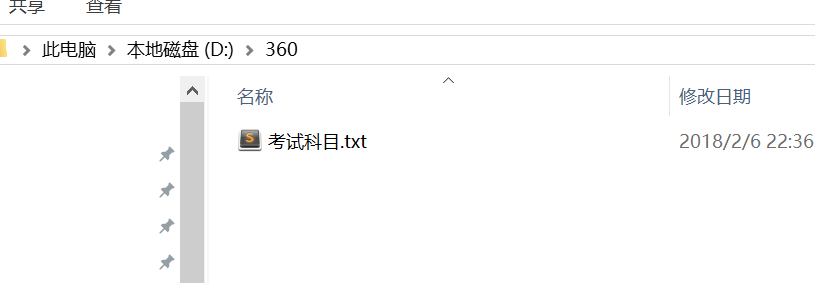 共享 查看
此电脑 本地磁盘 (D:) 360
名称 修改日期
考试科目.txt 2018/2/6 22:36